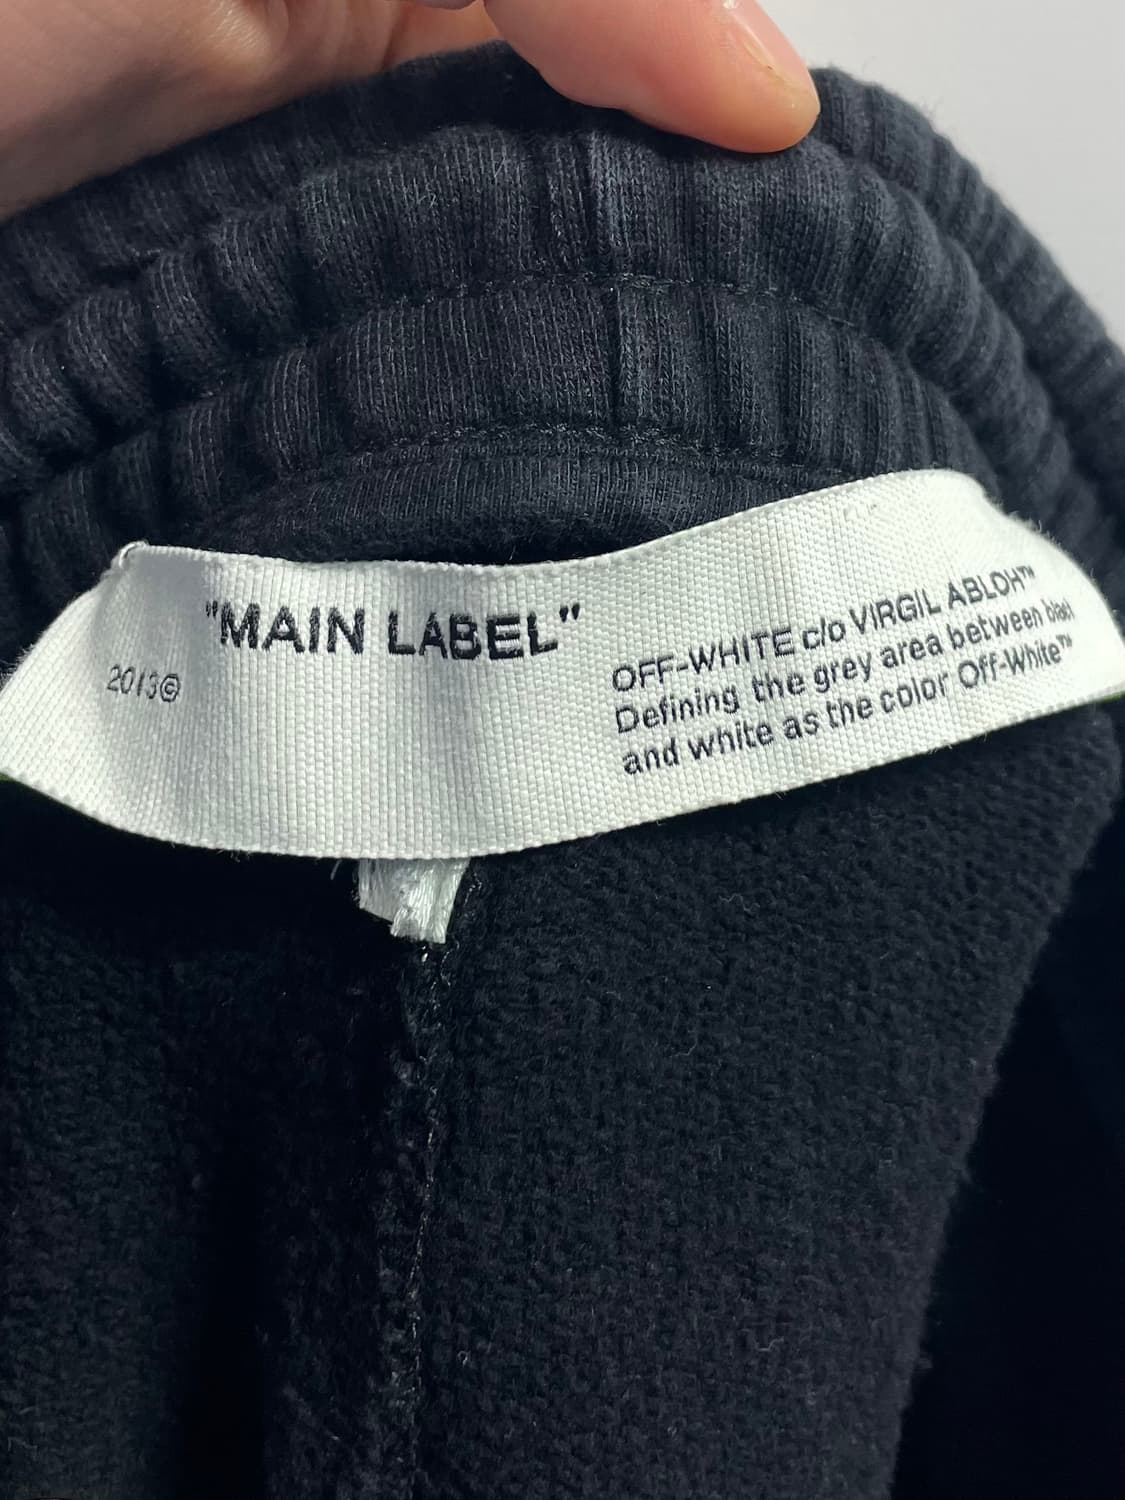 "MAIN LABEL"
2013©
OFF-WHITE c/o VIRGIL ABLOH™
Defining the grey area between black
and white as the color Off-White™